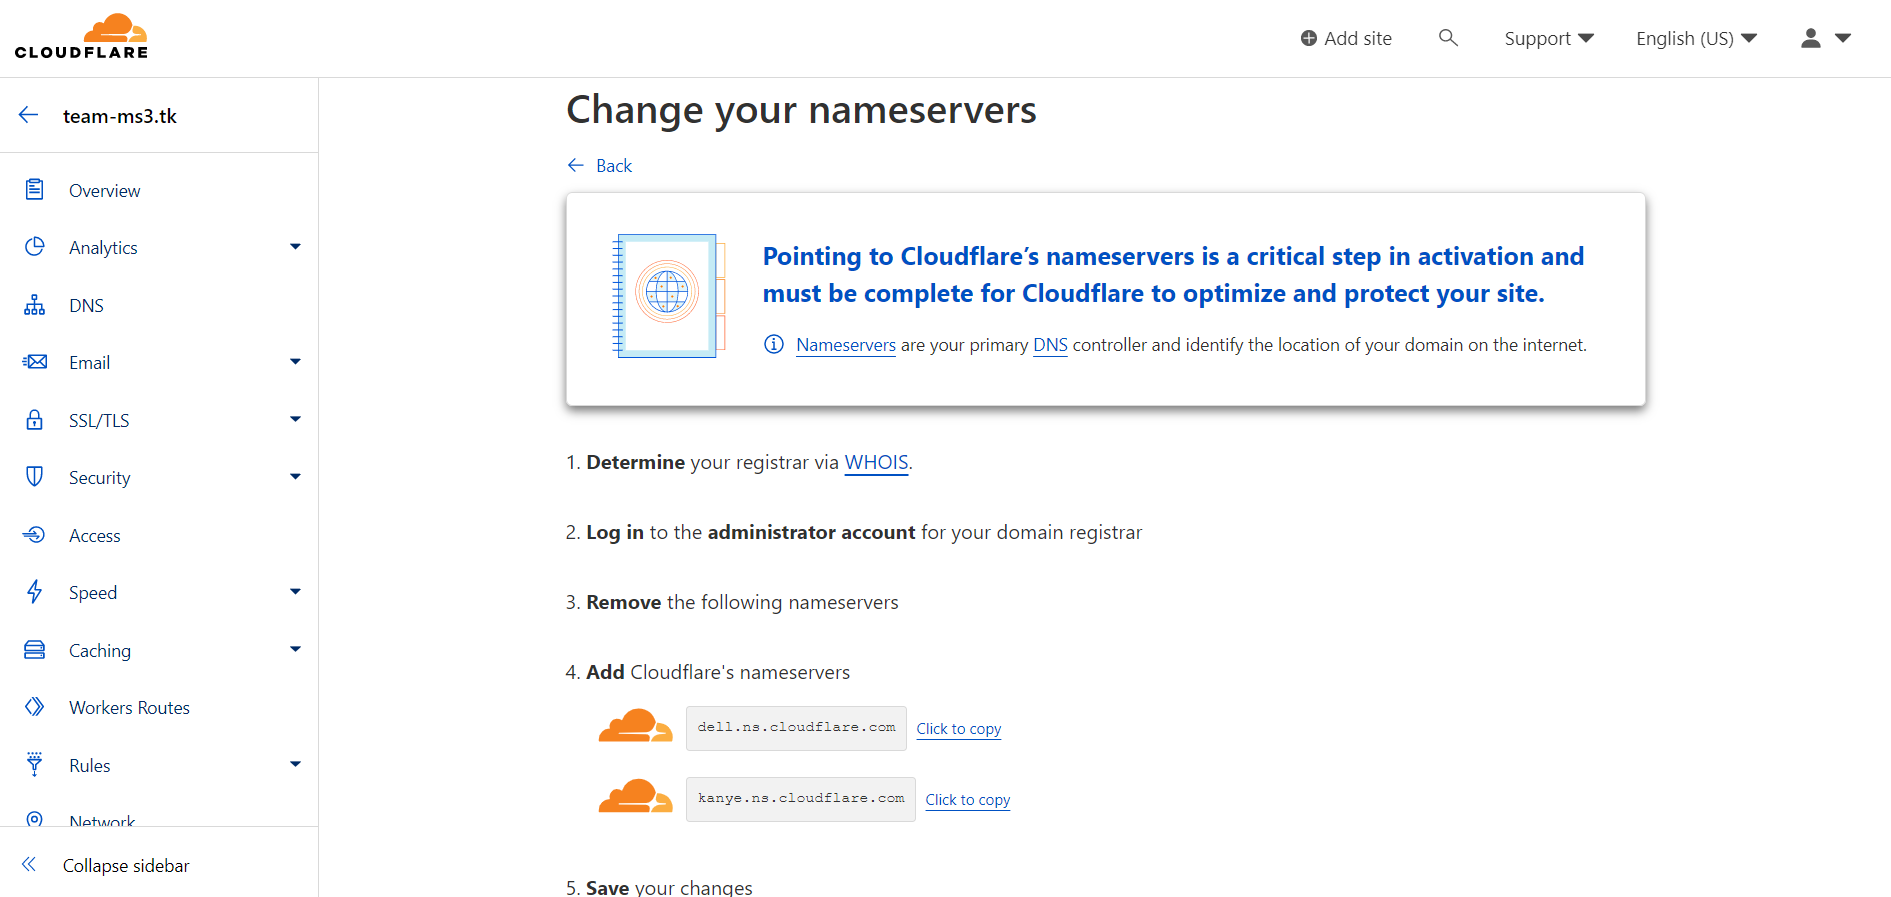 CLOUDFLARE
Add site
Support
English (US)
team-ms3.tk
Overview
Analytics
DNS
Email
SSL/TLS
Security
Access
Speed
Caching
Workers Routes
Rules
Network
Collapse sidebar
Change your nameservers
Back
Pointing to Cloudflare’s nameservers is a critical step in activation and
must be complete for Cloudflare to optimize and protect your site.
Nameservers are your primary DNS controller and identify the location of your domain on the internet.
1. Determine your registrar via WHOIS.
2. Log in to the administrator account for your domain registrar
3. Remove the following nameservers
4. Add Cloudflare's nameservers
dell.ns.cloudflare.com Click to copy
kanye.ns.cloudflare.com Click to copy
5. Save your changes